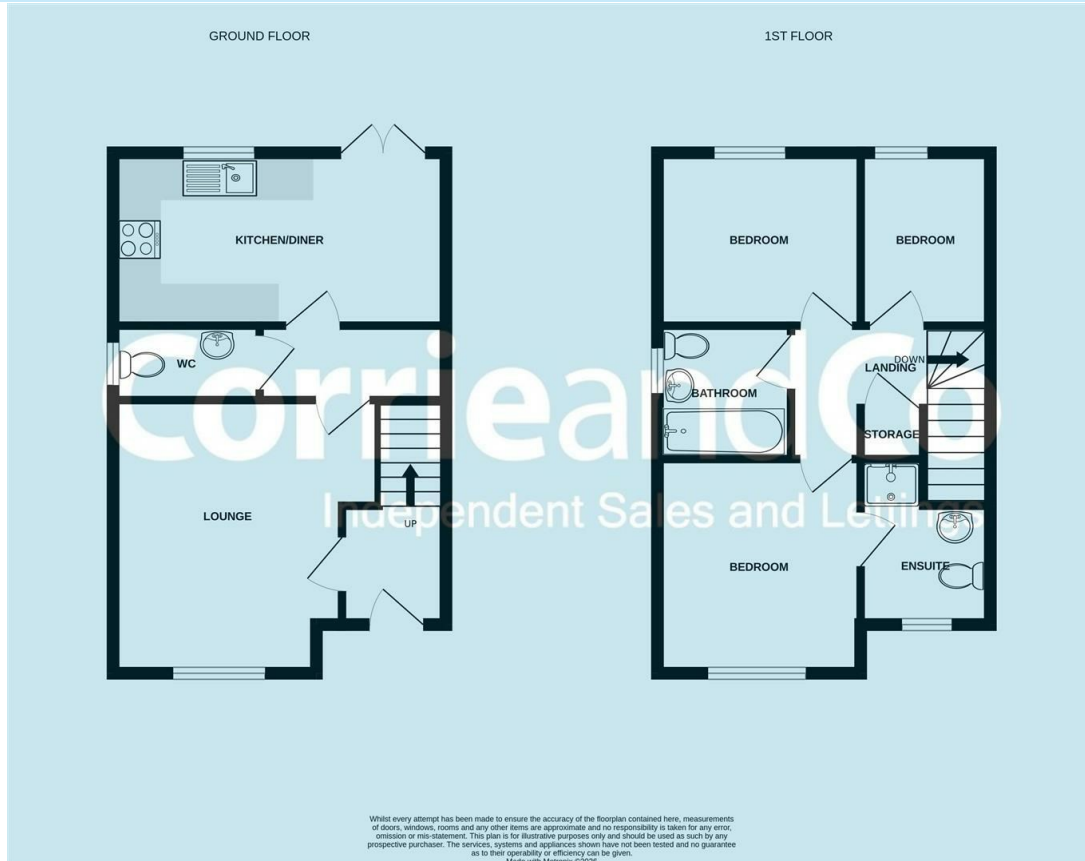 GROUND FLOOR
1ST FLOOR
KITCHEN/DINER
BEDROOM
BEDROOM
WC
DOWN
LANDING
BATHROOM
CorrieandCo
STORAGE
LOUNGE
Independent Sales and Lettings
UP
BEDROOM
ENSUITE
Whilst every attempt has been made to ensure the accuracy of the floorplan contained here, measurements
of doors, windows, rooms and any other items are approximate and no responsibility is taken for any error,
omission or mis-statement. This plan is for illustrative purposes only and should be used as such by any
prospective purchaser. The services, systems and appliances shown have not been tested and no guarantee
as to their operability or efficiency can be given.
Made with Metropix ©2026